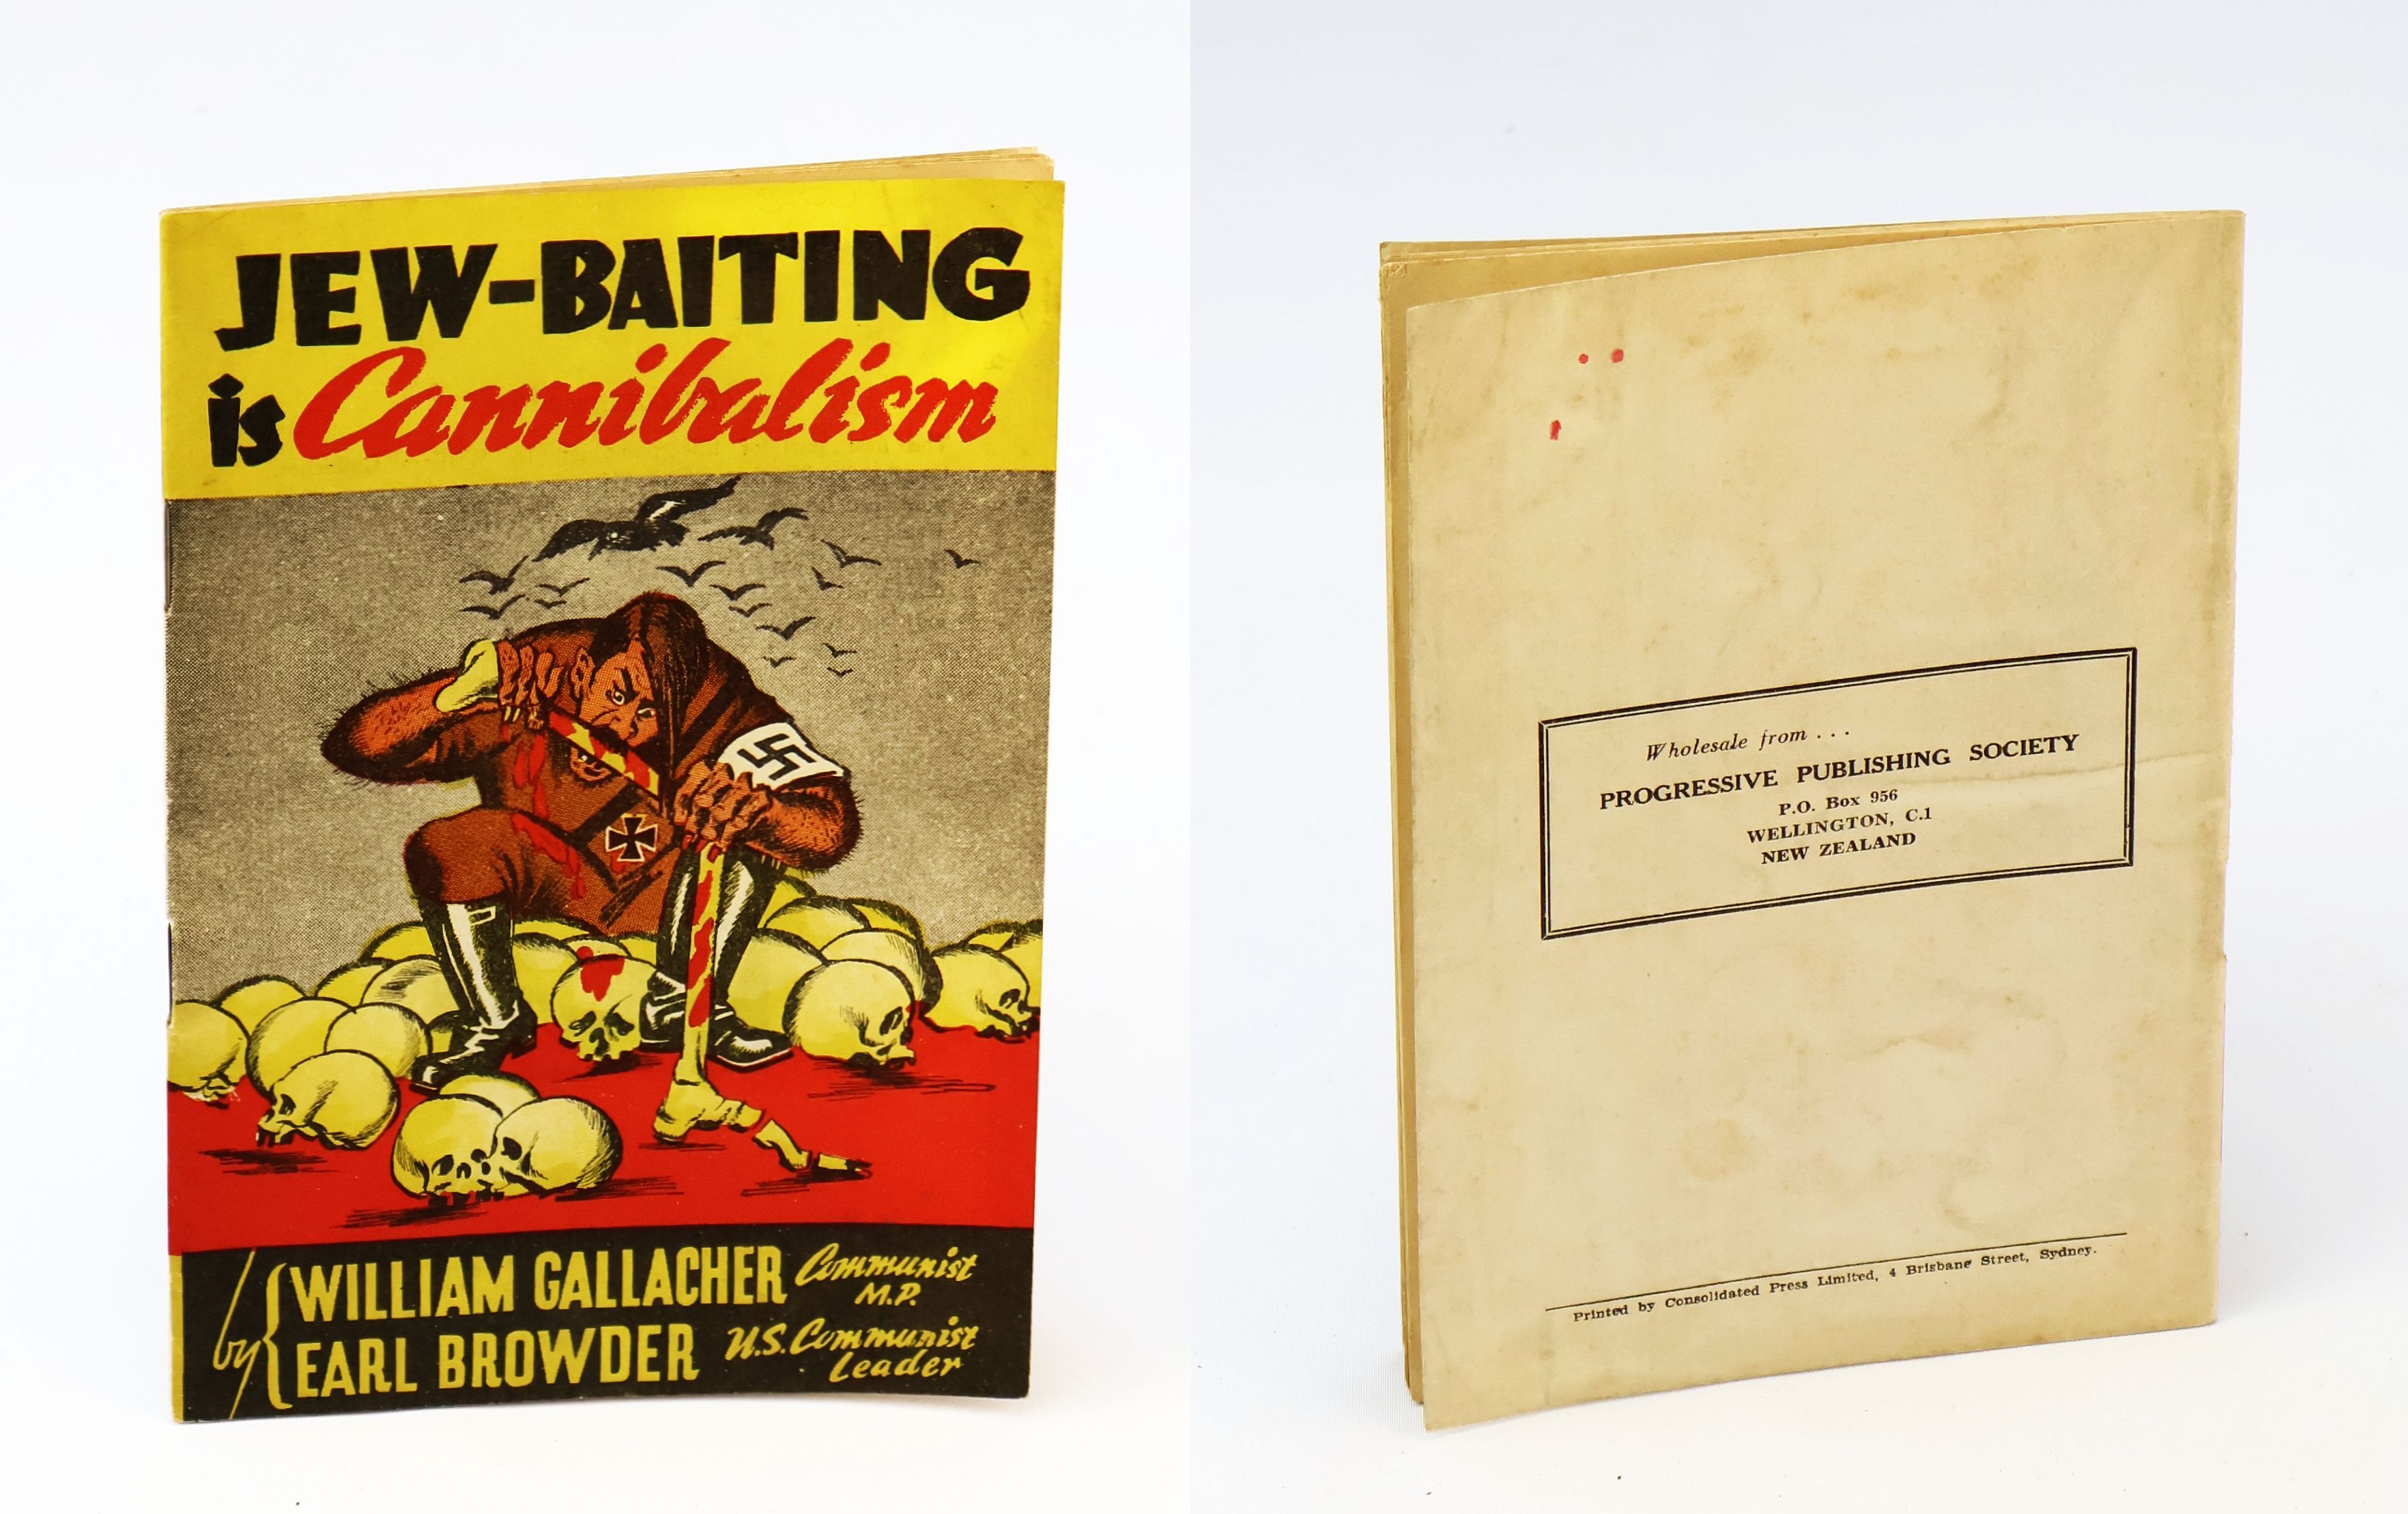 JEW-BAITING
is Cannibalism
by { WILLIAM GALLACHER Communist M.P.
EARL BROWDER U.S. Communist Leader
Wholesale from . . .
PROGRESSIVE PUBLISHING SOCIETY
P.O. Box 956
WELLINGTON, C.1
NEW ZEALAND
Printed by Consolidated Press Limited, 4 Brisbane Street, Sydney.